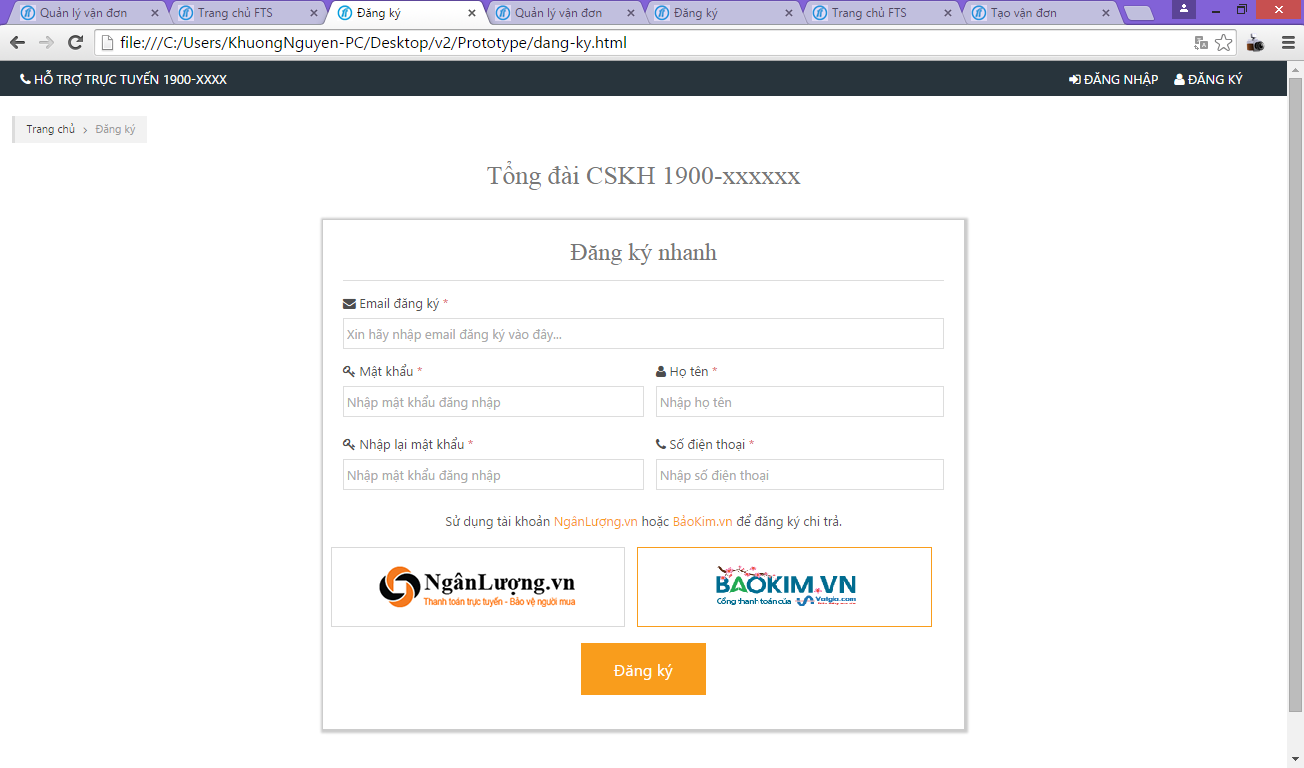 Quản lý vận đơn Trang chủ FTS Đăng ký Quản lý vận đơn Đăng ký Trang chủ FTS Tạo vận đơn
file:///C:/Users/KhuongNguyen-PC/Desktop/v2/Prototype/dang-ky.html
HỖ TRỢ TRỰC TUYẾN 1900-XXXX ĐĂNG NHẬP ĐĂNG KÝ
Trang chủ > Đăng ký
Tổng đài CSKH 1900-xxxxxx
Đăng ký nhanh
Email đăng ký *
Xin hãy nhập email đăng ký vào đây...
Mật khẩu * Họ tên *
Nhập mật khẩu đăng nhập Nhập họ tên
Nhập lại mật khẩu * Số điện thoại *
Nhập mật khẩu đăng nhập Nhập số điện thoại
Sử dụng tài khoản NgânLượng.vn hoặc BảoKim.vn để đăng ký chi trả.
NgânLượng.vn BAOKIM.VN
Thanh toán trực tuyến - Bảo vệ người mua Cổng thanh toán của Vatgia.com
Đăng ký